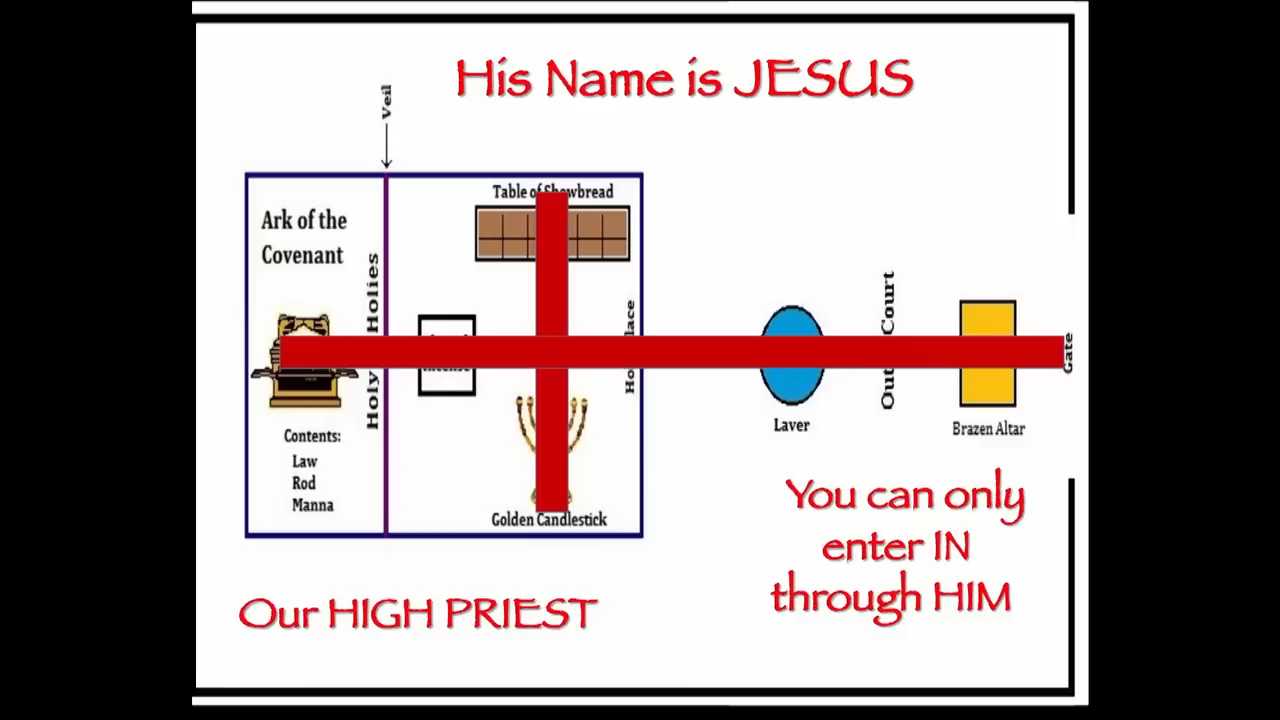 His Name is JESUS
Veil
Table of Showbread
Ark of the
Covenant
Holy Holies
Contents:
Law
Rod
Manna
Golden Candlestick
Laver
Court
Gate
Brazen Altar
You can only
enter IN
through HIM
Our HIGH PRIEST